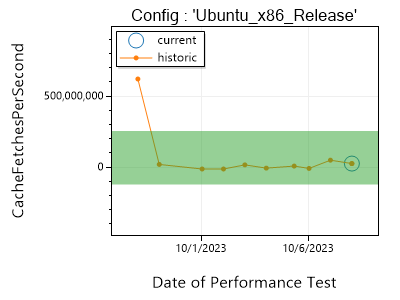 Config : 'Ubuntu_x86_Release'
current
historic
CacheFetchesPerSecond
500,000,000
0
10/1/2023
10/6/2023
Date of Performance Test